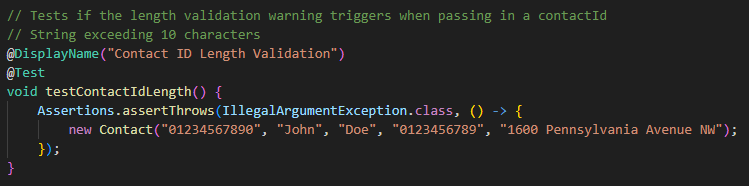 // Tests if the length validation warning triggers when passing in a contactId
// String exceeding 10 characters
@DisplayName("Contact ID Length Validation")
@Test
void testContactIdLength() {
    Assertions.assertThrows(IllegalArgumentException.class, () -> {
        new Contact("01234567890", "John", "Doe", "0123456789", "1600 Pennsylvania Avenue NW");
    });
}